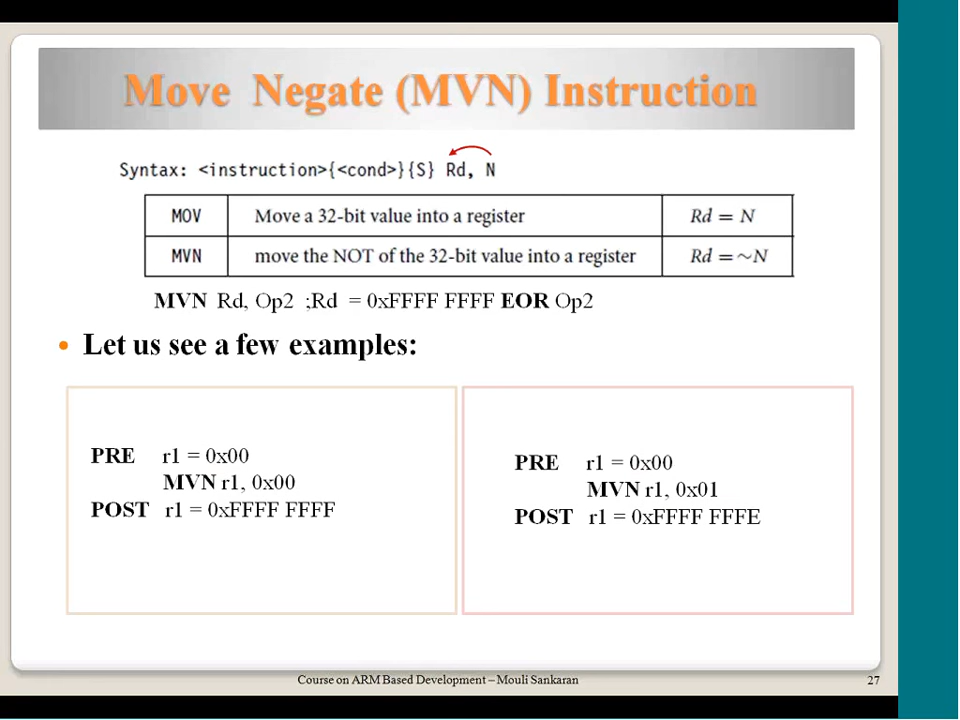 Move Negate (MVN) Instruction
Syntax: <instruction>{<cond>}{S} Rd, N
MOV Move a 32-bit value into a register Rd = N
MVN move the NOT of the 32-bit value into a register Rd = ~N
MVN Rd, Op2 ;Rd = 0xFFFF FFFF EOR Op2
• Let us see a few examples:
PRE r1 = 0x00
MVN r1, 0x00
POST r1 = 0xFFFF FFFF
PRE r1 = 0x00
MVN r1, 0x01
POST r1 = 0xFFFF FFFE
Course on ARM Based Development – Mouli Sankaran
27